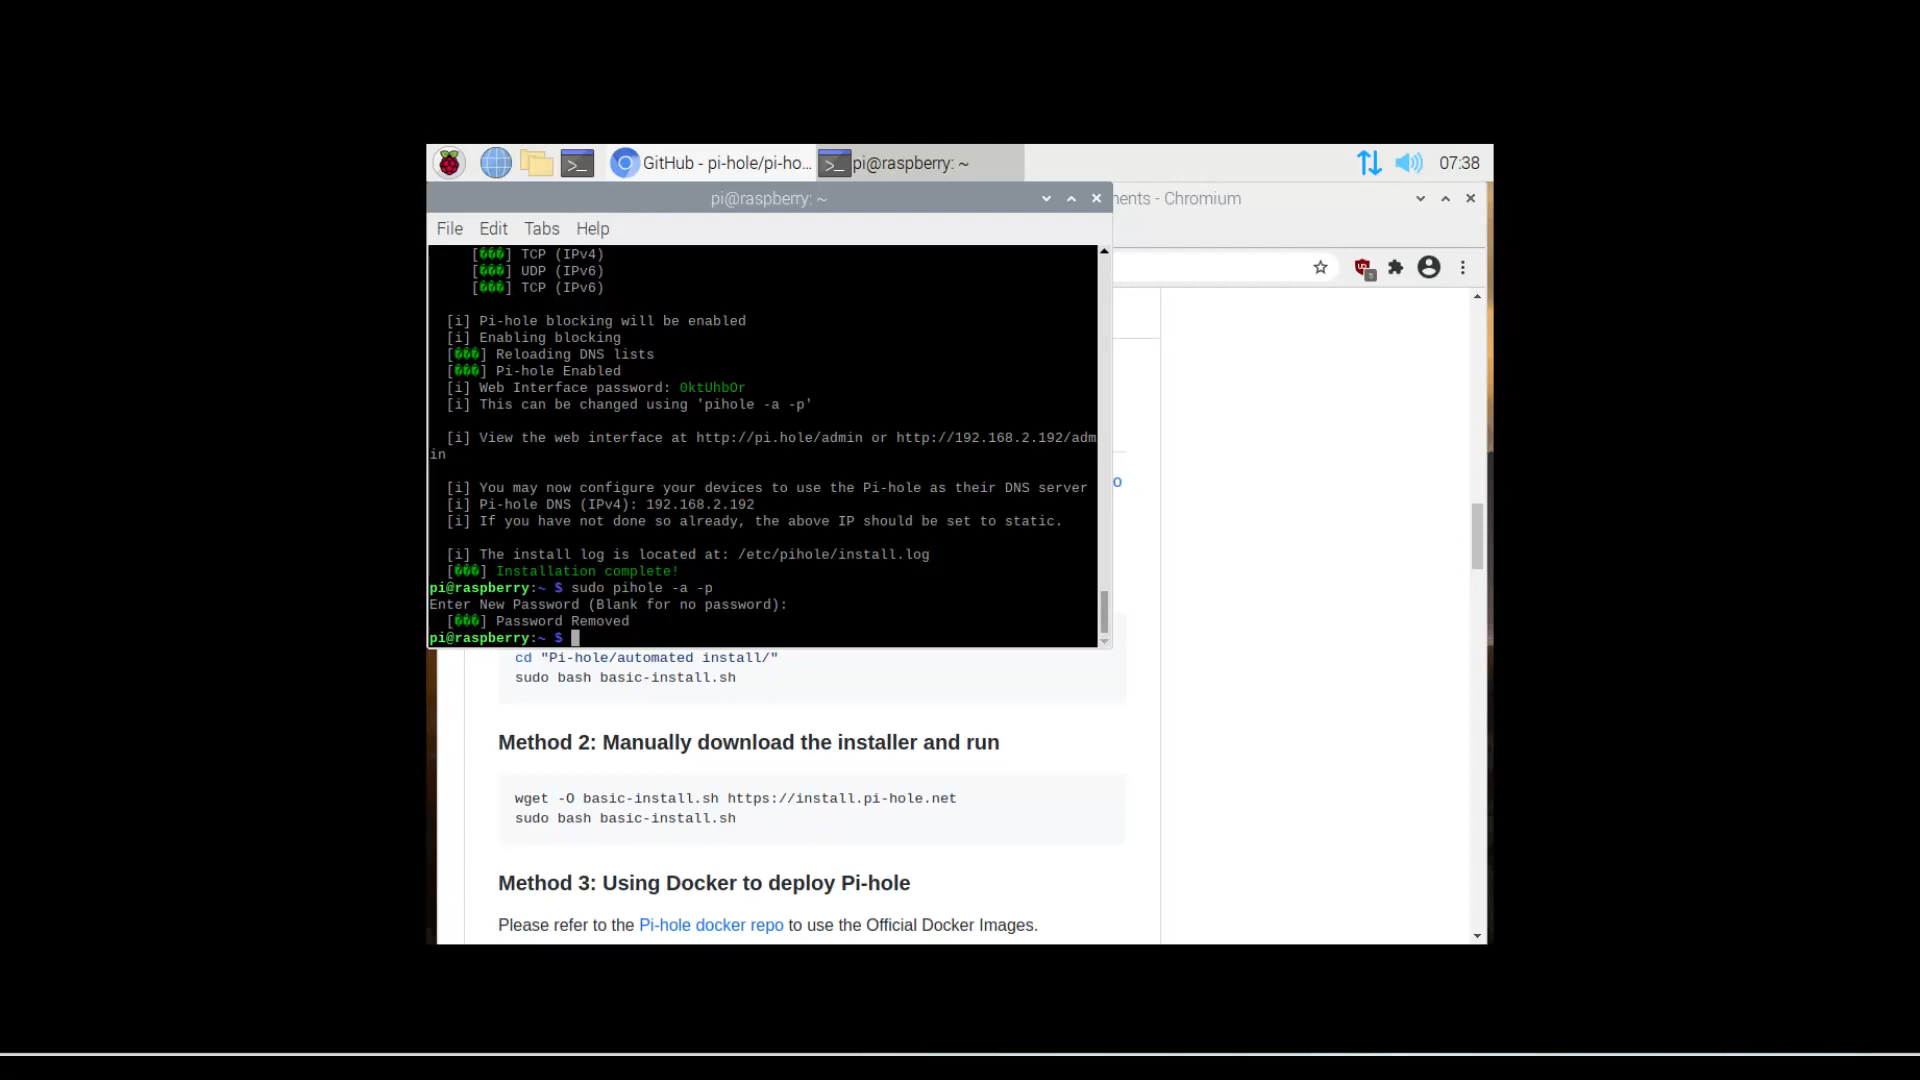 GitHub - pi-hole/pi-ho...
pi@raspberry: ~
07:38
pi@raspberry: ~
ents - Chromium
File Edit Tabs Help
[���] TCP (IPv4)
[���] UDP (IPv6)
[���] TCP (IPv6)
[i] Pi-hole blocking will be enabled
[i] Enabling blocking
[���] Reloading DNS lists
[���] Pi-hole Enabled
[i] Web Interface password: 0ktUhbOr
[i] This can be changed using 'pihole -a -p'
[i] View the web interface at http://pi.hole/admin or http://192.168.2.192/adm
in
[i] You may now configure your devices to use the Pi-hole as their DNS server
[i] Pi-hole DNS (IPv4): 192.168.2.192
[i] If you have not done so already, the above IP should be set to static.
[i] The install log is located at: /etc/pihole/install.log
[���] Installation complete!
pi@raspberry:~ $ sudo pihole -a -p
Enter New Password (Blank for no password):
[���] Password Removed
pi@raspberry:~ $
o
cd "Pi-hole/automated install/"
sudo bash basic-install.sh
Method 2: Manually download the installer and run
wget -O basic-install.sh https://install.pi-hole.net
sudo bash basic-install.sh
Method 3: Using Docker to deploy Pi-hole
Please refer to the Pi-hole docker repo to use the Official Docker Images.